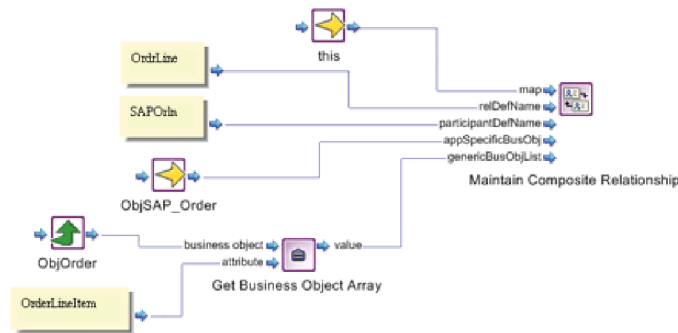 this
OrdrLine
map
relDefName
SAPOrln
participantDefName
appSpecificBusObj
genericBusObjList
Maintain Composite Relationship
ObjSAP_Order
business object
value
attribute
ObjOrder
Get Business Object Array
OrderLineItem